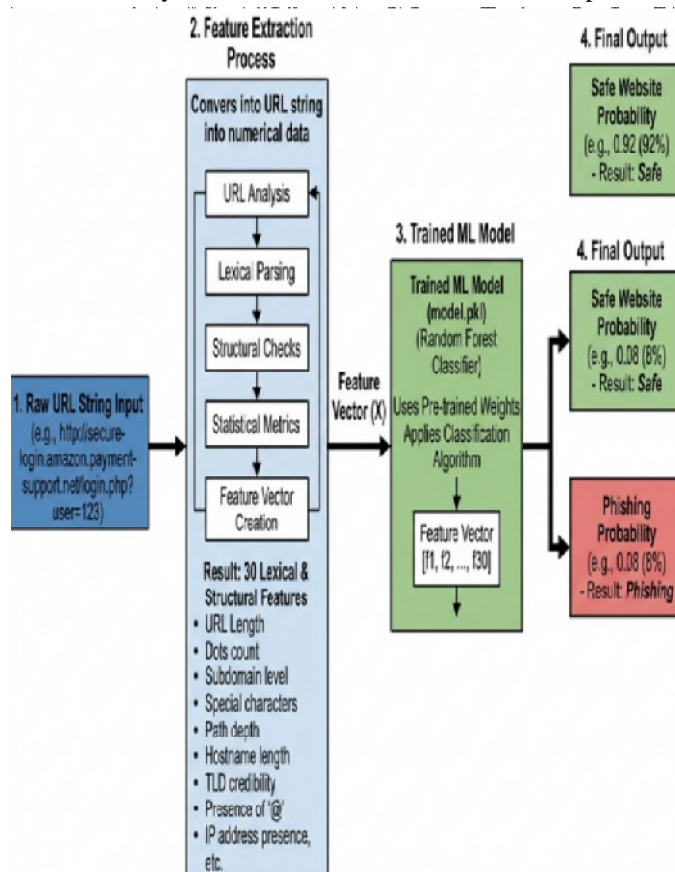 2. Feature Extraction
Process
Convers into URL string
into numerical data
URL Analysis
Lexical Parsing
Structural Checks
Statistical Metrics
Feature Vector
Creation
Result: 30 Lexical &
Structural Features
• URL Length
• Dots count
• Subdomain level
• Special characters
• Path depth
• Hostname length
• TLD credibility
• Presence of '@'
• IP address presence,
etc.
1. Raw URL String Input
(e.g., http://secure-
login.amazon.payment-
support.net/login.php?
user=123)
Feature
Vector (X)
3. Trained ML Model
Trained ML Model
(model.pkl)
(Random Forest
Classifier)
Uses Pre-trained Weights
Applies Classification
Algorithm
Feature Vector
[f1, f2, ..., f30]
4. Final Output
Safe Website
Probability
(e.g., 0.92 (92%)
- Result: Safe
4. Final Output
Safe Website
Probability
(e.g., 0.08 (8%)
- Result: Safe
Phishing
Probability
(e.g., 0.08 (8%)
- Result: Phishing